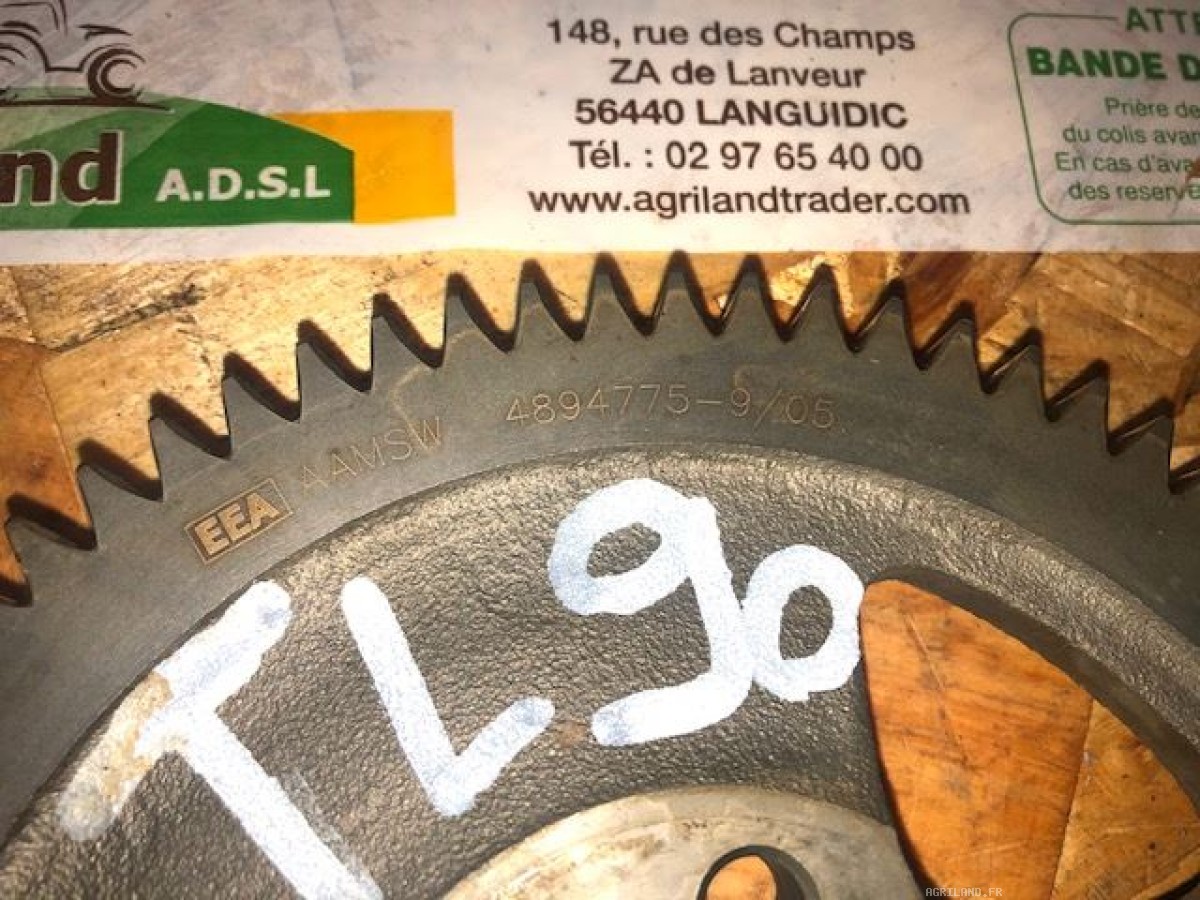 nd A.D.S.L
148, rue des Champs
ZA de Lanveur
56440 LANGUIDIC
Tél. : 02 97 65 40 00
www.agrilandtrader.com
ATT
BANDE D
Prière de
du colis avan
En cas d'ava
des reserve
EEA AAMSW 4894775-9/05
TL90
AGRILAND.FR